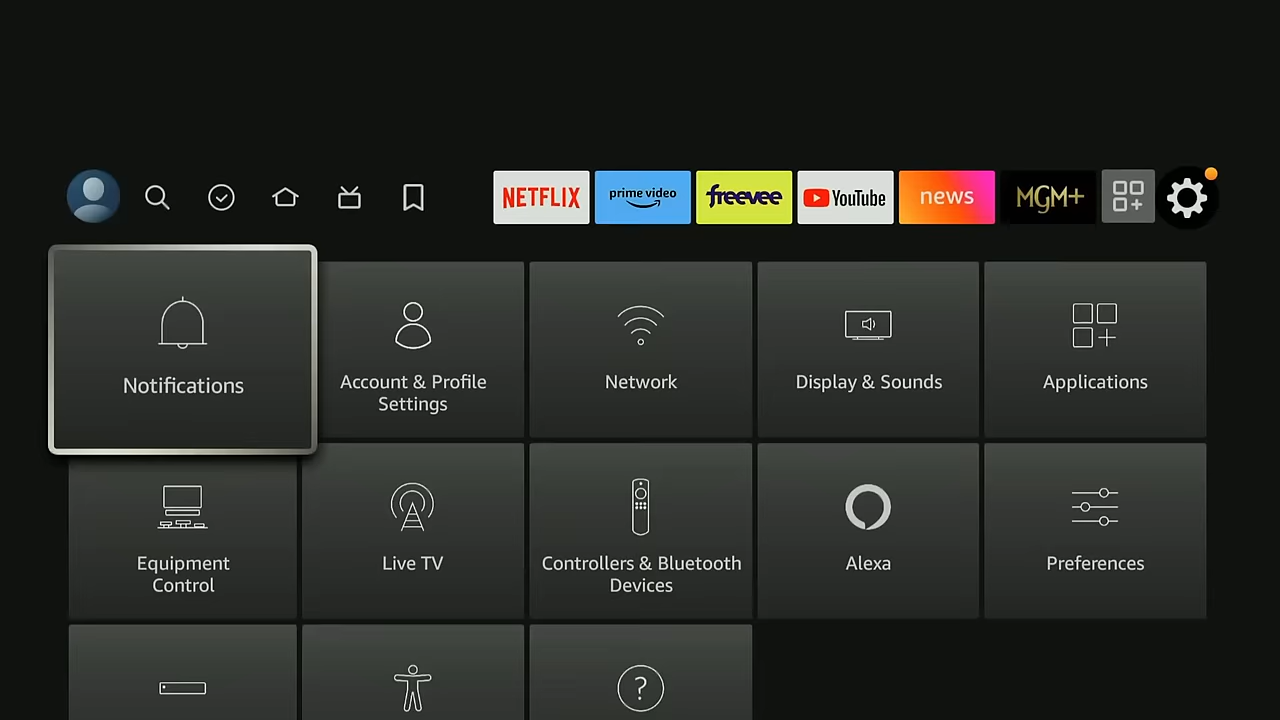 NETFLIX
prime video
freevee
YouTube
news
MGM+
Notifications
Account & Profile
Settings
Network
Display & Sounds
Applications
Equipment
Control
Live TV
Controllers & Bluetooth
Devices
Alexa
Preferences
?